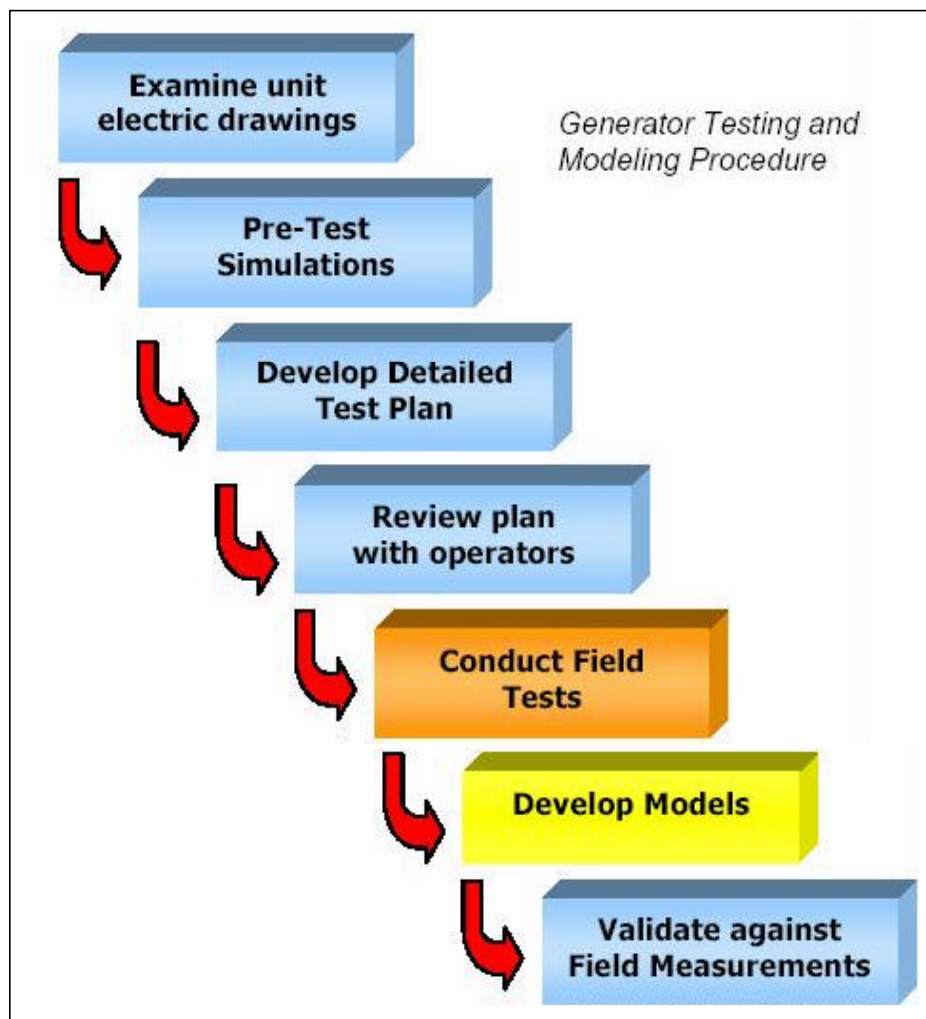 Examine unit
electric drawings
Generator Testing and
Modeling Procedure
Pre-Test
Simulations
Develop Detailed
Test Plan
Review plan
with operators
Conduct Field
Tests
Develop Models
Validate against
Field Measurements